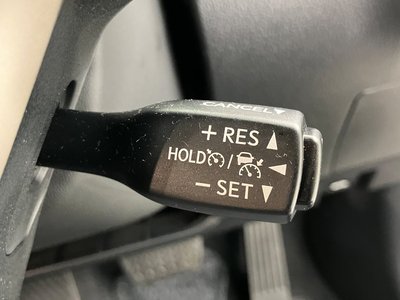 CANCEL
+ RES
HOLD /
− SET